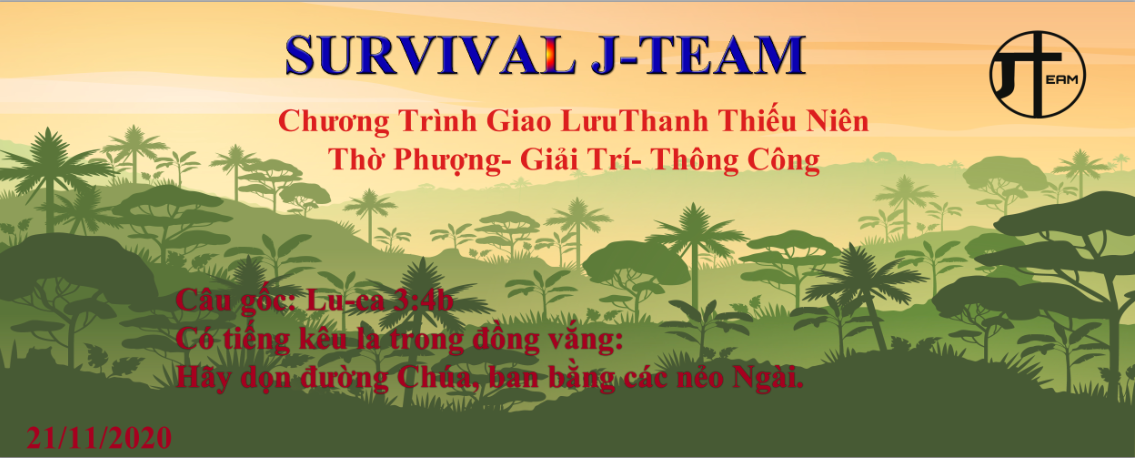 SURVIVAL J-TEAM
JTEAM
Chương Trình Giao LưuThanh Thiếu Niên
Thờ Phượng- Giải Trí- Thông Công
Câu gốc: Lu-ca 3:4b
Có tiếng kêu la trong đồng vắng:
Hãy dọn đường Chúa, ban bằng các nẻo Ngài.
21/11/2020